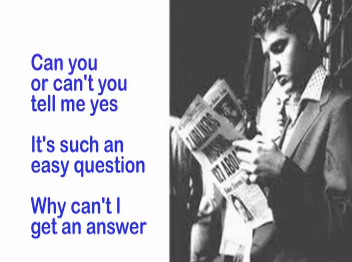 Can you
or can't you
tell me yes
It's such an
easy question
Why can't I
get an answer